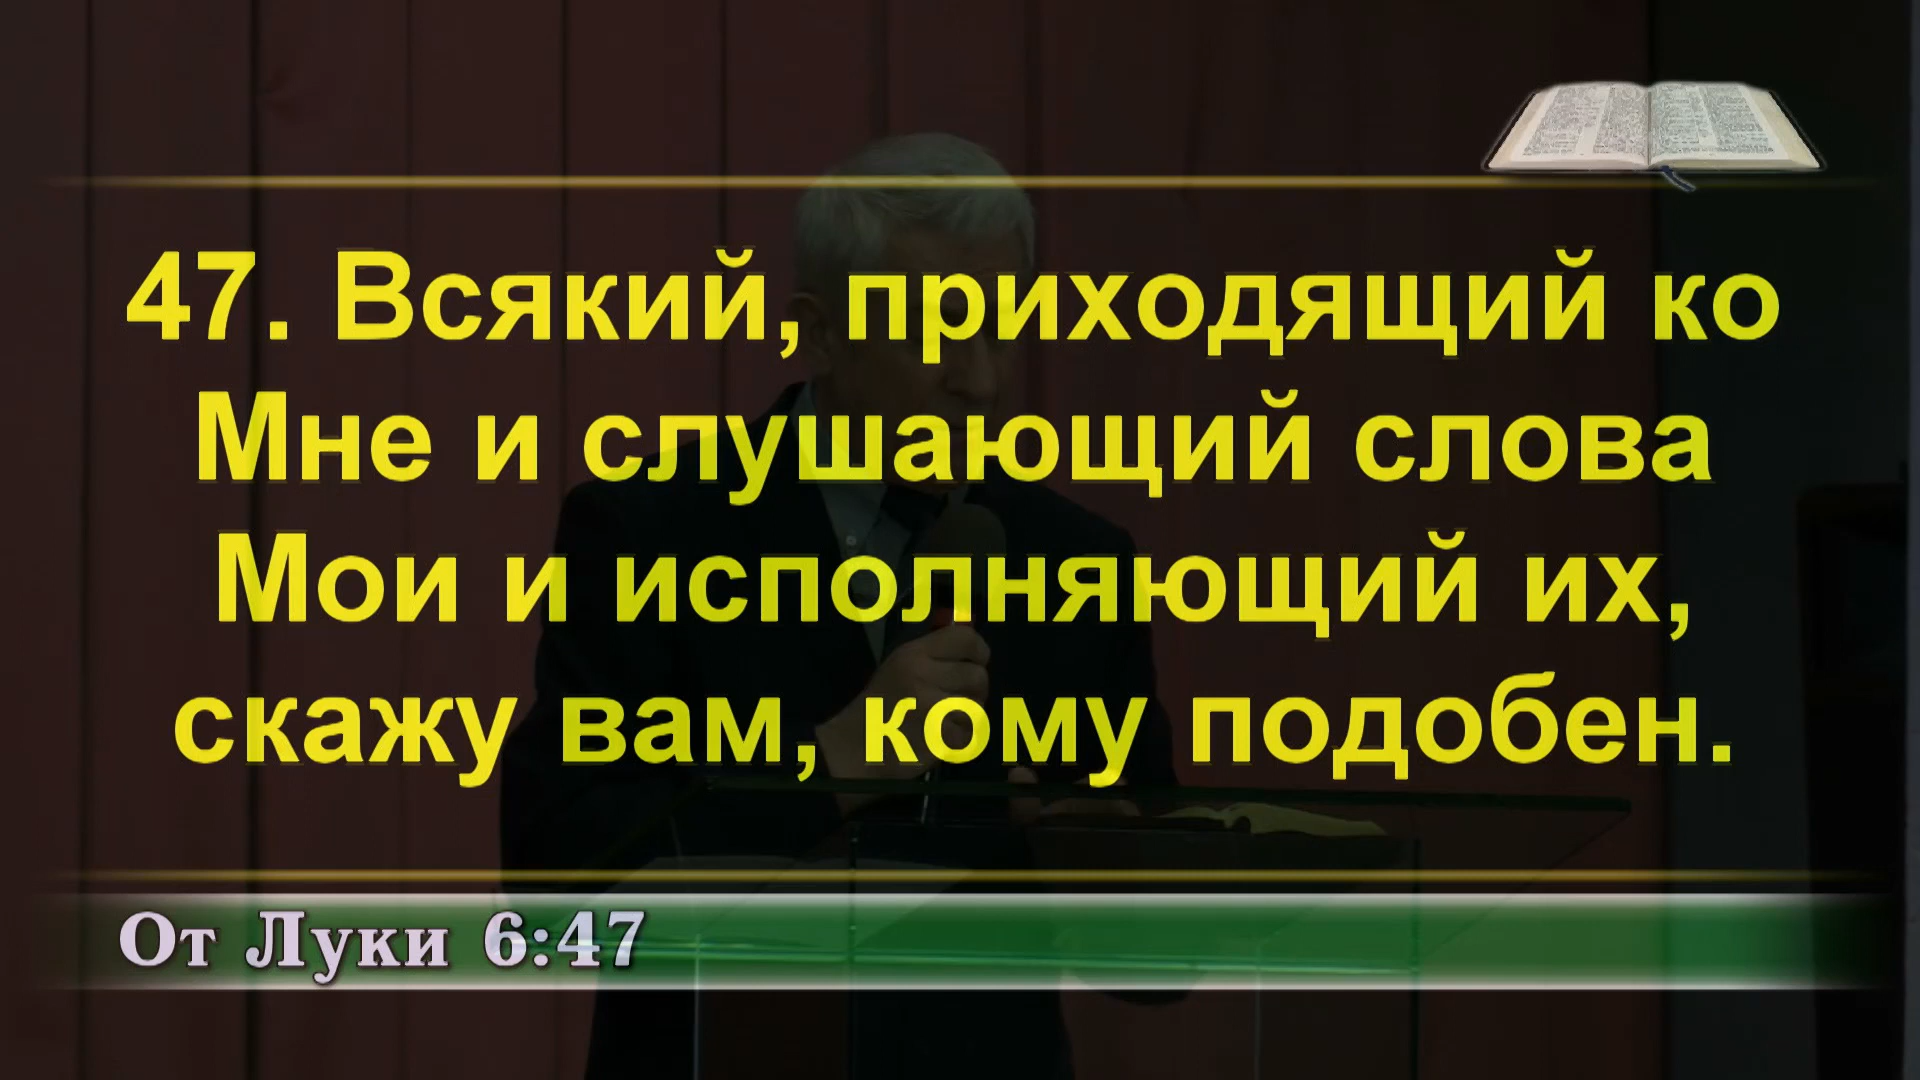 47. Всякий, приходящий ко
Мне и слушающий слова
Мои и исполняющий их,
скажу вам, кому подобен.
От Луки 6:47